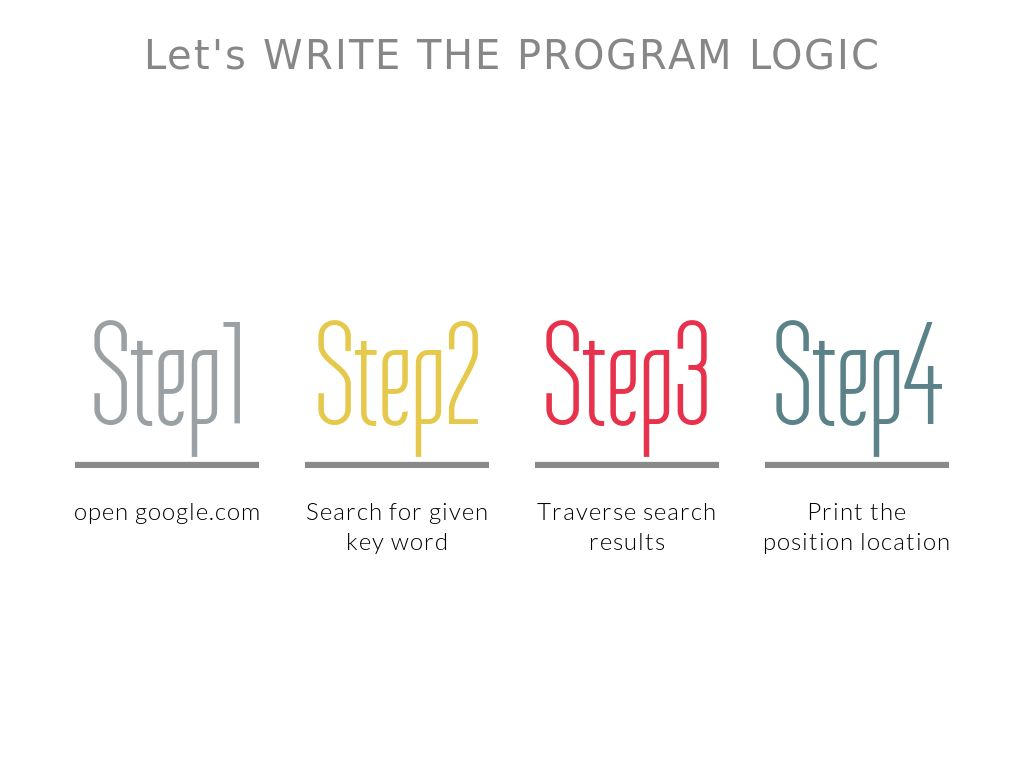 Let's WRITE THE PROGRAM LOGIC
Step1
open google.com
Step2
Search for given
key word
Step3
Traverse search
results
Step4
Print the
position location